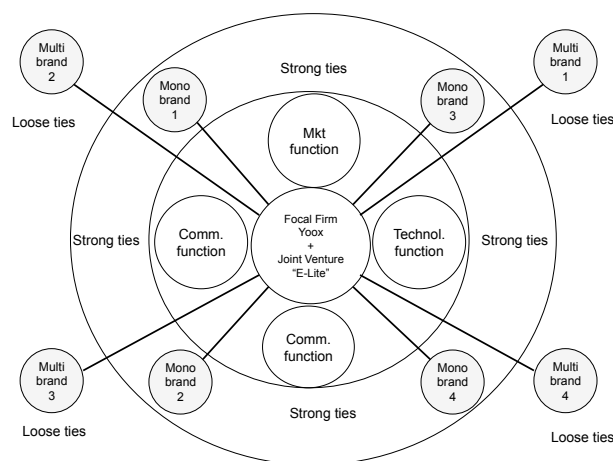 Multi
brand
2
Multi
brand
1
Strong ties
Mono
brand
1
Mono
brand
3
Loose ties
Loose ties
Mkt
function
Focal Firm
Yoox
+
Joint Venture
“E-Lite”
Comm.
function
Technol.
function
Strong ties
Strong ties
Comm.
function
Multi
brand
3
Mono
brand
2
Mono
brand
4
Multi
brand
4
Strong ties
Loose ties
Loose ties